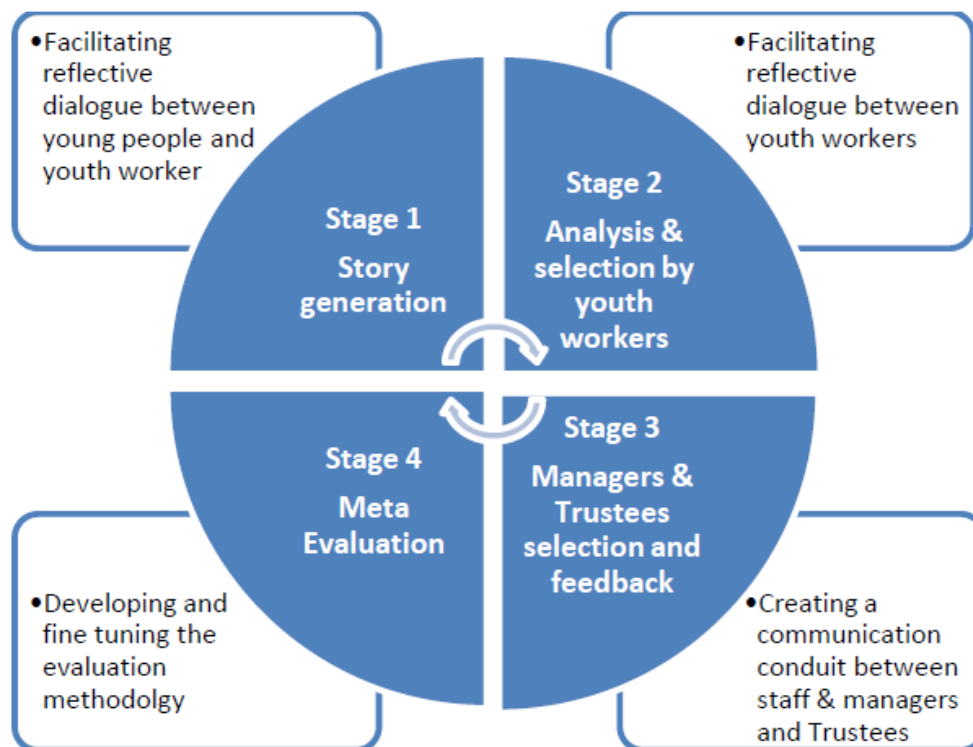 •Facilitating
reflective
dialogue between
young people and
youth worker
•Facilitating
reflective
dialogue between
youth workers
Stage 1
Story
generation
Stage 2
Analysis &
selection by
youth
workers
Stage 4
Meta
Evaluation
Stage 3
Managers &
Trustees
selection and
feedback
•Developing and
fine tuning the
evaluation
methodolgy
•Creating a
communication
conduit between
staff & managers
and Trustees